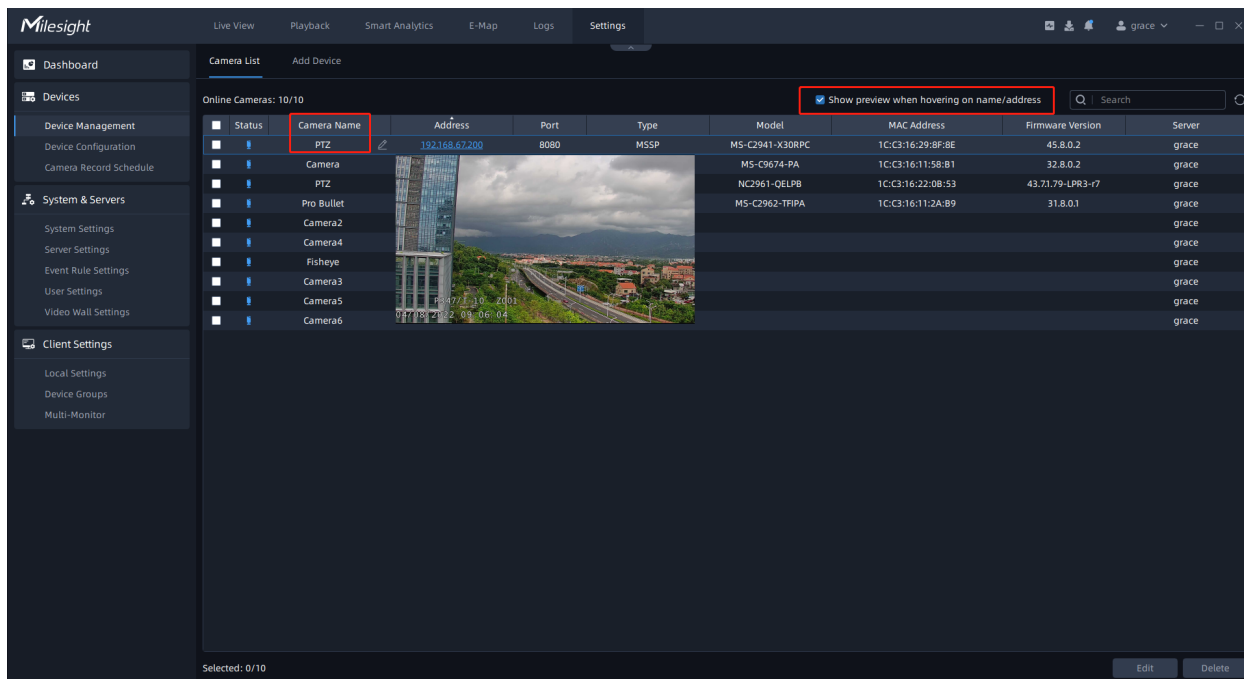 Milesight Live View Playback Smart Analytics E-Map Logs Settings grace
Dashboard
Devices
Device Management
Device Configuration
Camera Record Schedule
System & Servers
System Settings
Server Settings
Event Rule Settings
User Settings
Video Wall Settings
Client Settings
Local Settings
Device Groups
Multi-Monitor
Camera List Add Device
Online Cameras: 10/10 Show preview when hovering on name/address Search
Status Camera Name Address Port Type Model MAC Address Firmware Version Server
PTZ 192.168.67.200 8080 MSSP MS-C2941-X30RPC 1C:C3:16:29:8F:8E 45.8.0.2 grace
Camera MS-C9674-PA 1C:C3:16:11:58:B1 32.8.0.2 grace
PTZ NC2961-QELPB 1C:C3:16:22:0B:53 43.7.1.79-LPR3-r7 grace
Pro Bullet MS-C2962-TFIPA 1C:C3:16:11:2A:B9 31.8.0.1 grace
Camera2 grace
Camera4 grace
Fisheye grace
Camera3 grace
Camera5 grace
Camera6 grace
04/08/2022 09:06:04
Selected: 0/10 Edit Delete